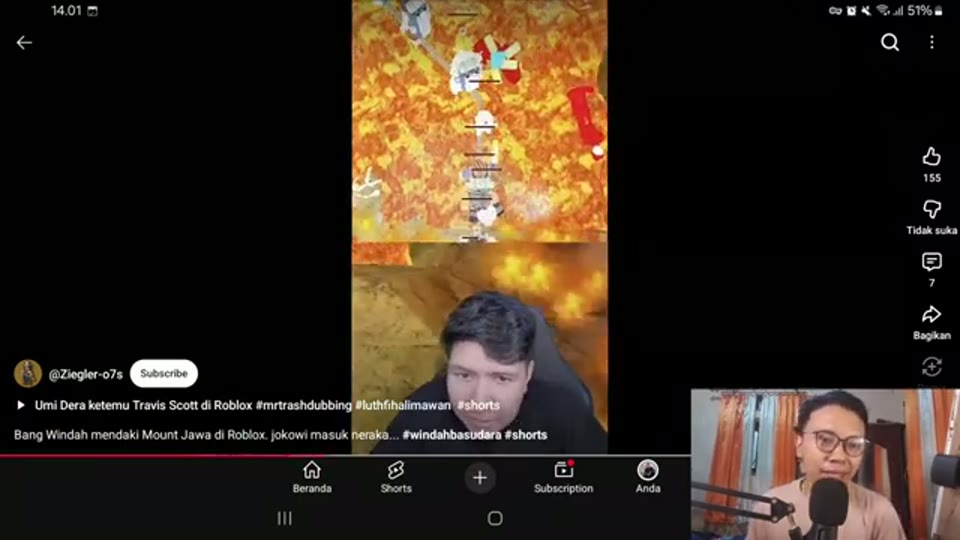 14.01
51%
155
Tidak suka
7
Bagikan
@Ziegler-o7s
Subscribe
Umi Dera ketemu Travis Scott di Roblox #mrtrashdubbing #luthfihalimawan #shorts
Bang Windah mendaki Mount Jawa di Roblox. jokowi masuk neraka... #windahbasudara #shorts
Beranda
Shorts
Subscription
Anda